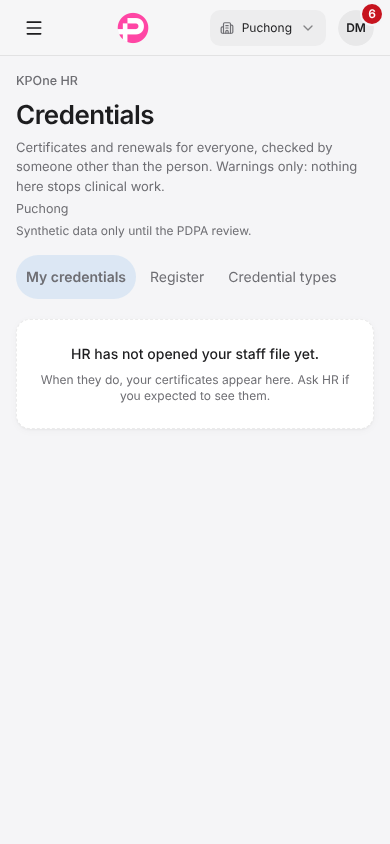 Puchong
DM
6
KPOne HR
Credentials
Certificates and renewals for everyone, checked by
someone other than the person. Warnings only: nothing
here stops clinical work.
Puchong
Synthetic data only until the PDPA review.
My credentials
Register
Credential types
HR has not opened your staff file yet.
When they do, your certificates appear here. Ask HR if
you expected to see them.